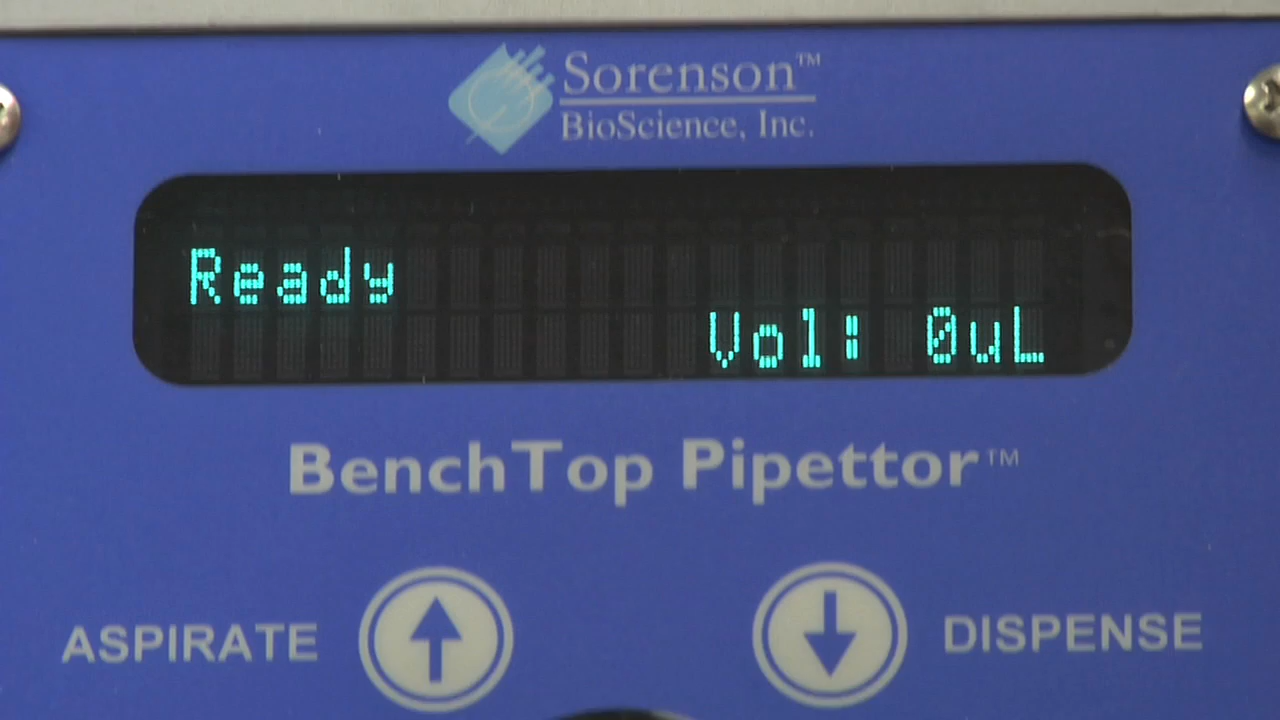 Sorenson™
BioScience, Inc.
Ready
Vol: 0uL
BenchTop Pipettor™
ASPIRATE
DISPENSE